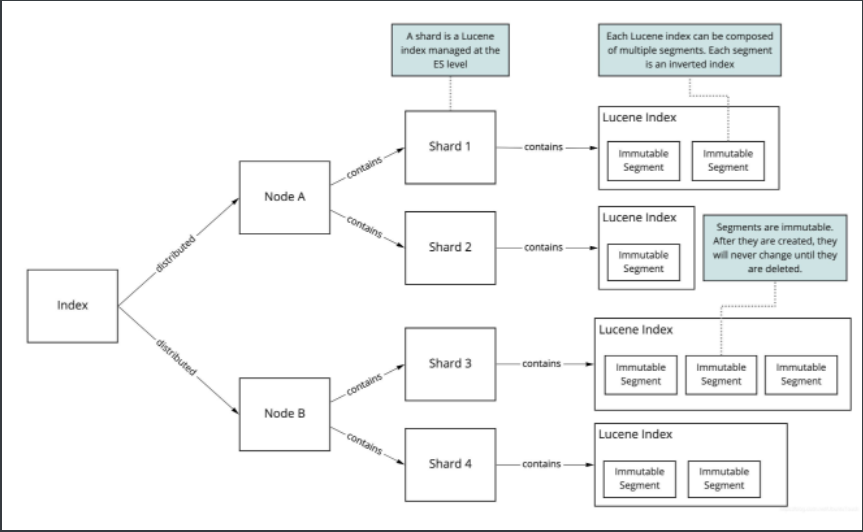 A shard is a Lucene
index managed at the
ES level
Each Lucene index can be composed
of multiple segments. Each segment
is an inverted index
Index
distributed
distributed
Node A
Node B
contains
contains
contains
contains
Shard 1
contains
Lucene Index
Immutable
Segment
Immutable
Segment
Shard 2
contains
Lucene Index
Immutable
Segment
Segments are immutable.
After they are created, they
will never change until they
are deleted.
Shard 3
contains
Lucene Index
Immutable
Segment
Immutable
Segment
Immutable
Segment
Shard 4
contains
Lucene Index
Immutable
Segment
Immutable
Segment